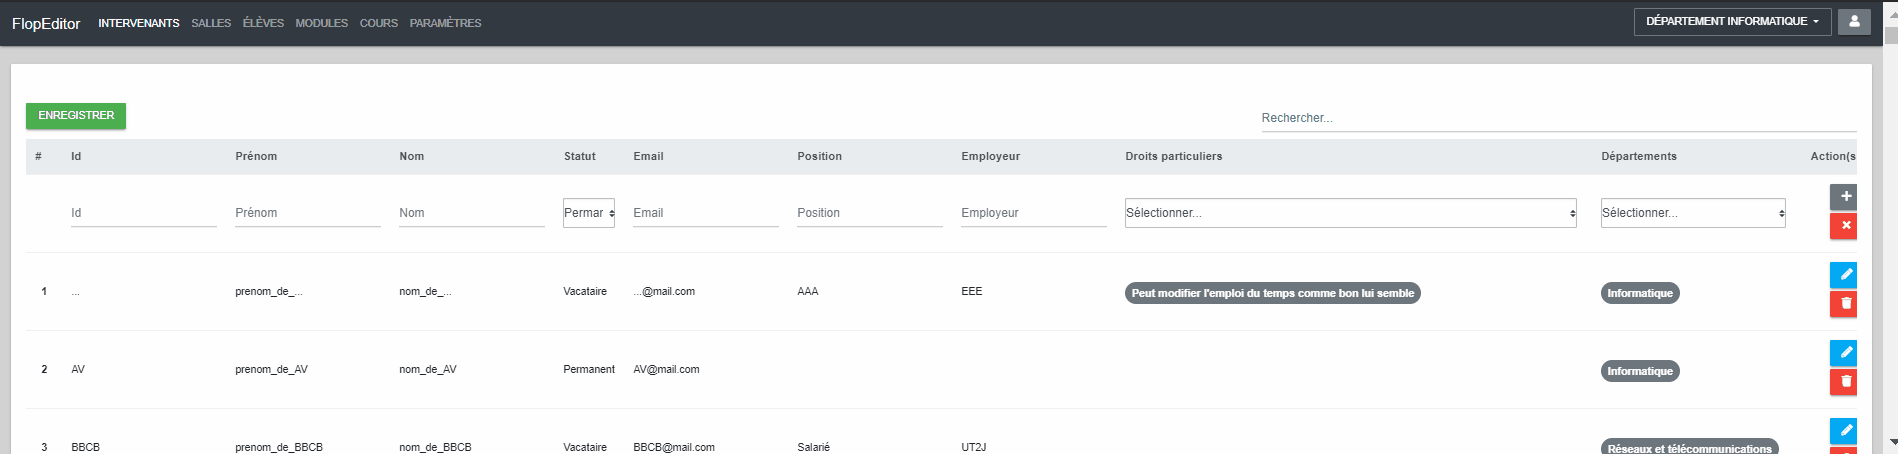 FlopEditor INTERVENANTS SALLES ÉLÈVES MODULES COURS PARAMÈTRES DÉPARTEMENT INFORMATIQUE
ENREGISTRER Rechercher...
# Id Prénom Nom Statut Email Position Employeur Droits particuliers Départements Action(s
Id Prénom Nom Permar Email Position Employeur Sélectionner... Sélectionner...
1 ... prenom_de_... nom_de_... Vacataire ...@mail.com AAA EEE Peut modifier l'emploi du temps comme bon lui semble Informatique
2 AV prenom_de_AV nom_de_AV Permanent AV@mail.com Informatique
3 BBCB prenom_de_BBCB nom_de_BBCB Vacataire BBCB@mail.com Salarié UT2J Réseaux et télécommunications